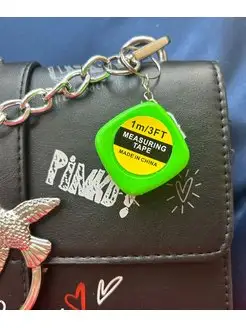 1m/3FT
MEASURING
TAPE
MADE IN CHINA
PINKO!